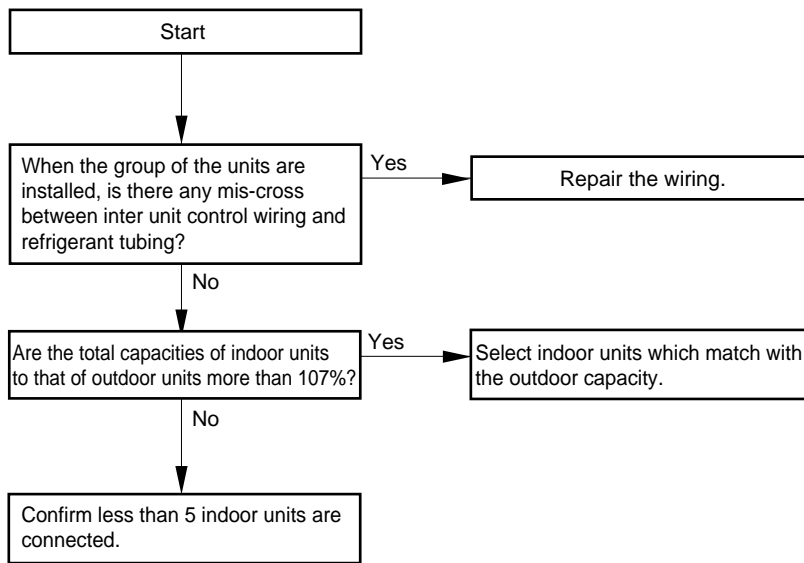 Start
When the group of the units are
installed, is there any mis-cross
between inter unit control wiring and
refrigerant tubing?
Yes
Repair the wiring.
No
Are the total capacities of indoor units
to that of outdoor units more than 107%?
Yes
Select indoor units which match with
the outdoor capacity.
No
Confirm less than 5 indoor units are
connected.